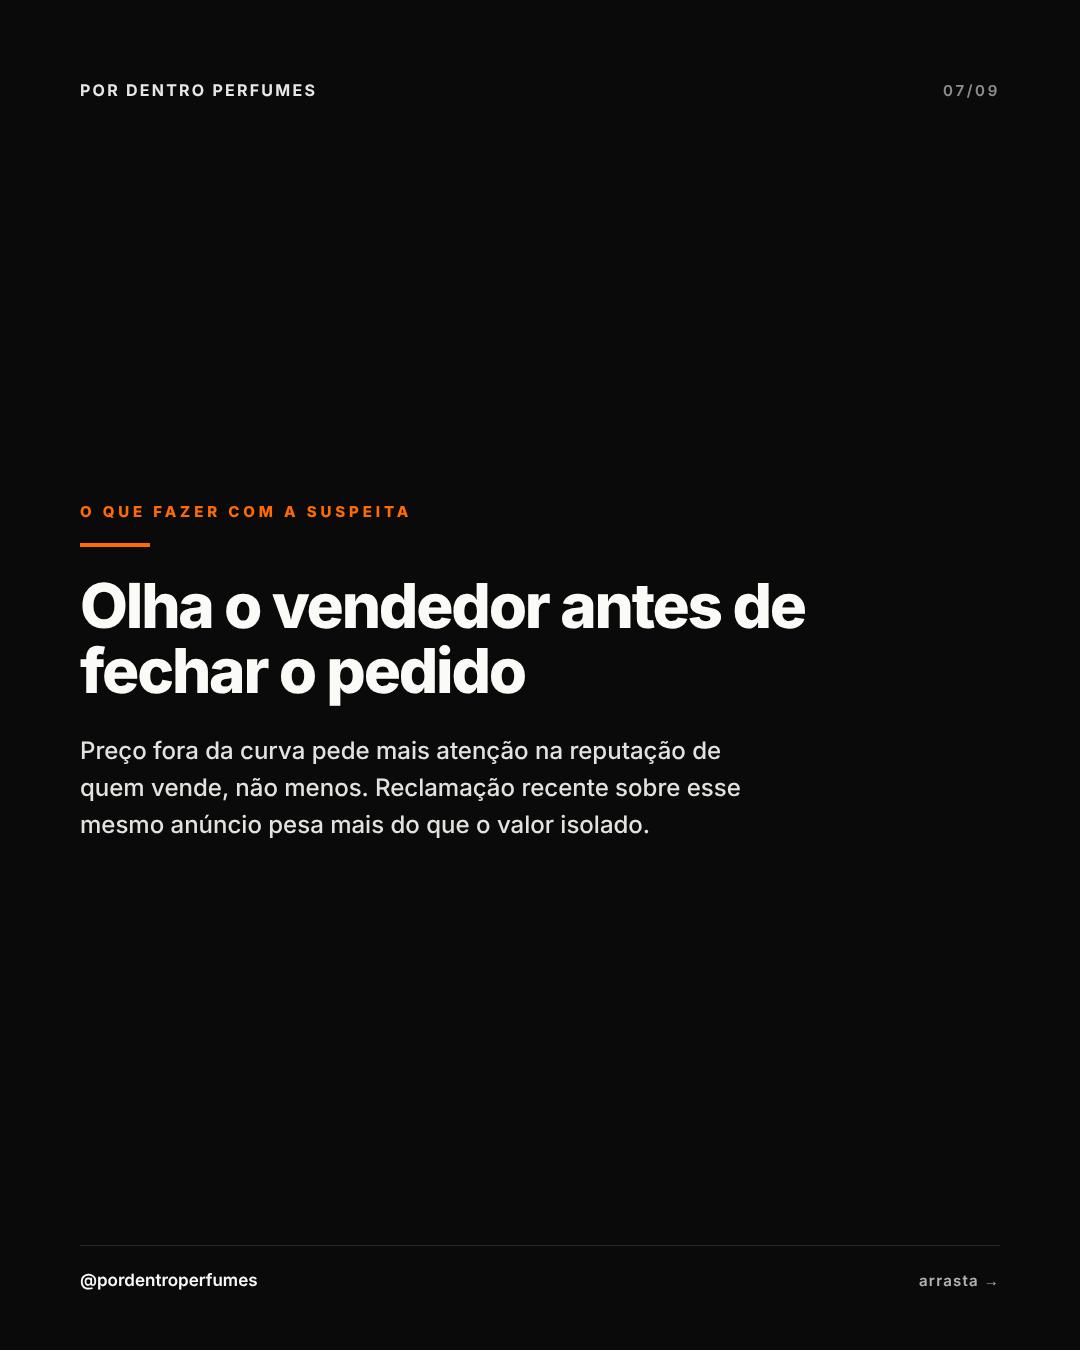 POR DENTRO PERFUMES
07/09
O QUE FAZER COM A SUSPEITA
Olha o vendedor antes de
fechar o pedido
Preço fora da curva pede mais atenção na reputação de
quem vende, não menos. Reclamação recente sobre esse
mesmo anúncio pesa mais do que o valor isolado.
@pordentroperfumes
arrasta →